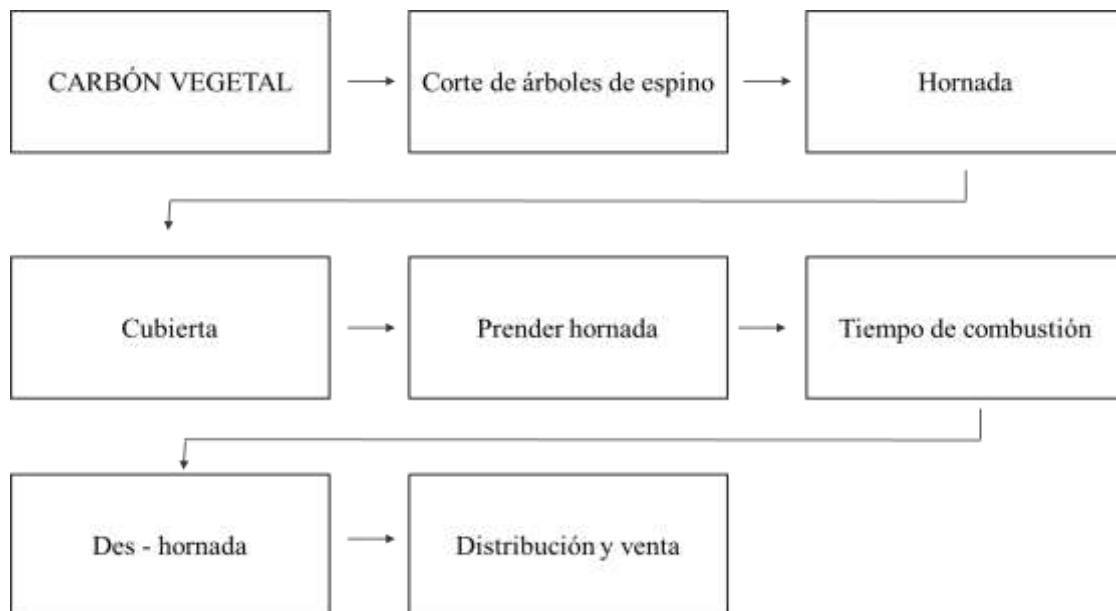 CARBÓN VEGETAL
Corte de árboles de espino
Hornada
Cubierta
Prender hornada
Tiempo de combustión
Des - hornada
Distribución y venta